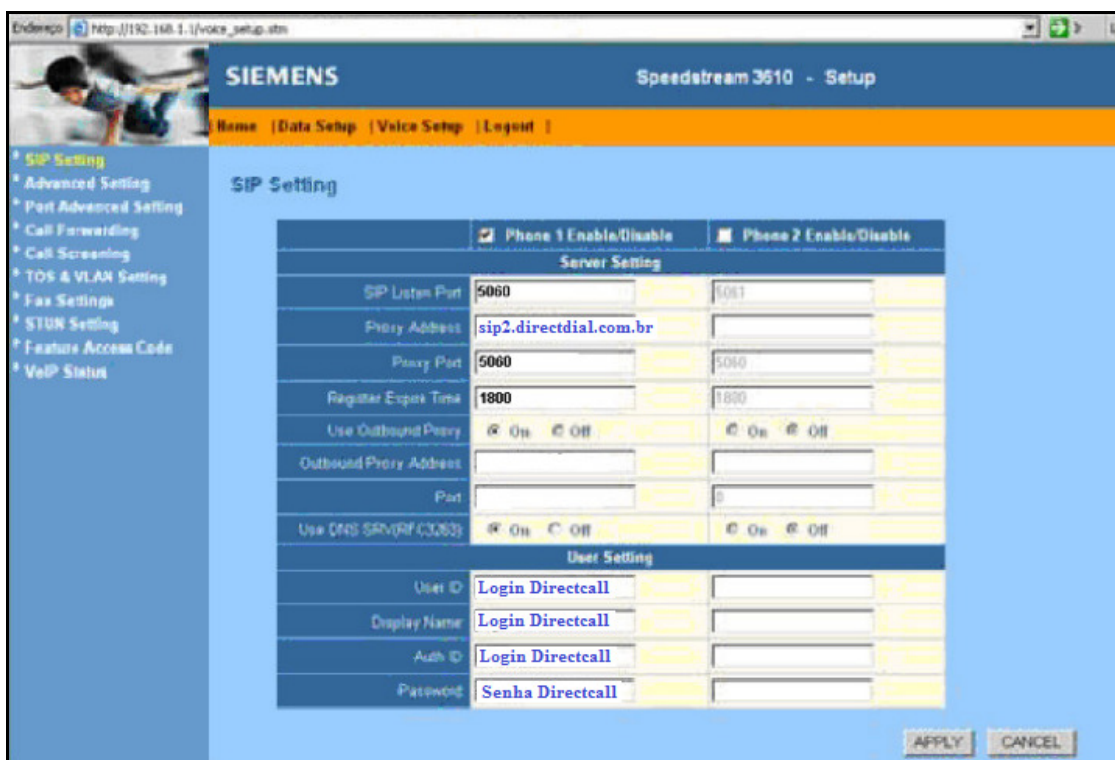 Endereço http://192.168.1.1/voice_setup.stm
SIEMENS Speedstream 3610 - Setup
Home | Data Setup | Voice Setup | Logout |
SIP Setting
Advanced Setting
Port Advanced Setting
Call Forwarding
Call Screening
TOS & VLAN Setting
Fax Settings
STUN Setting
Feature Access Code
VoIP Status
SIP Setting
Phone 1 Enable/Disable Phone 2 Enable/Disable
Server Setting
SIP Listen Port 5060 5061
Proxy Address sip2.directdial.com.br
Proxy Port 5060 5060
Register Expire Time 1800 1800
Use Outbound Proxy On Off On Off
Outbound Proxy Address
Port 0
Use DNS SRV(RFC3263) On Off On Off
User Setting
User ID Login Directcall
Display Name Login Directcall
Auth ID Login Directcall
Password Senha Directcall
APPLY CANCEL